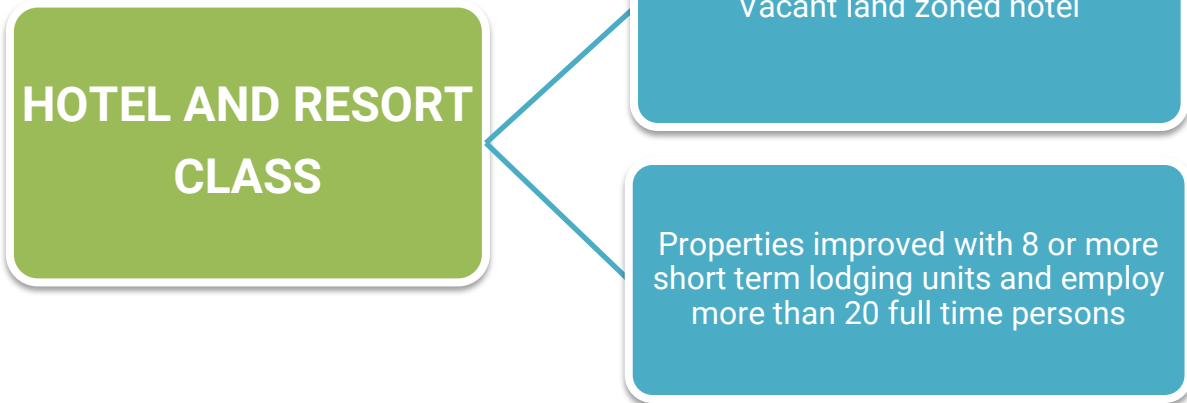 HOTEL AND RESORT
CLASS
Vacant land zoned hotel
Properties improved with 8 or more
short term lodging units and employ
more than 20 full time persons